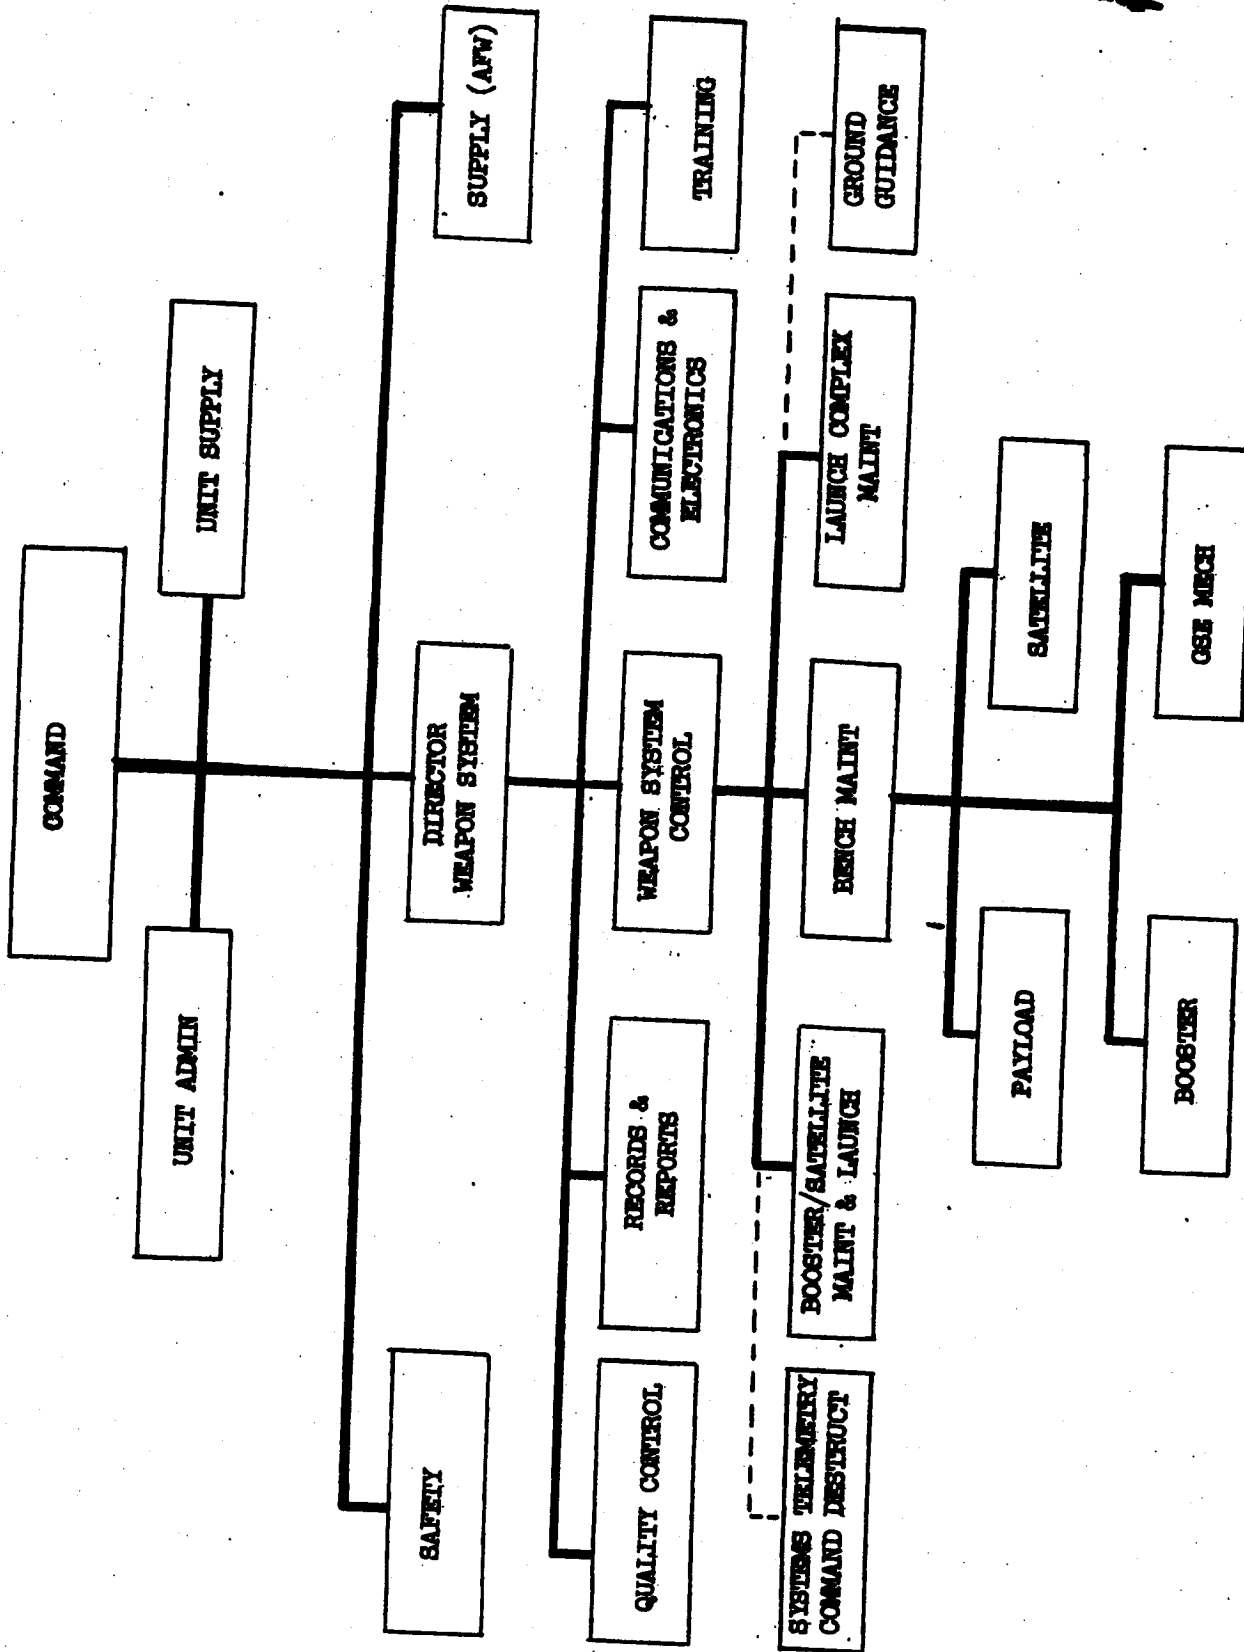 COMMAND
UNIT ADMIN
UNIT SUPPLY
SAFETY
DIRECTOR
WEAPON SYSTEM
SUPPLY (AFW)
QUALITY CONTROL
RECORDS &
REPORTS
WEAPON SYSTEM
CONTROL
COMMUNICATIONS &
ELECTRONICS
TRAINING
SYSTEMS TELEMETRY
COMMAND DESTRUCT
BOOSTER/SATELLITE
MAINT & LAUNCH
BENCH MAINT
LAUNCH COMPLEX
MAINT
GROUND
GUIDANCE
PAYLOAD
SATELLITE
BOOSTER
GSE MECH